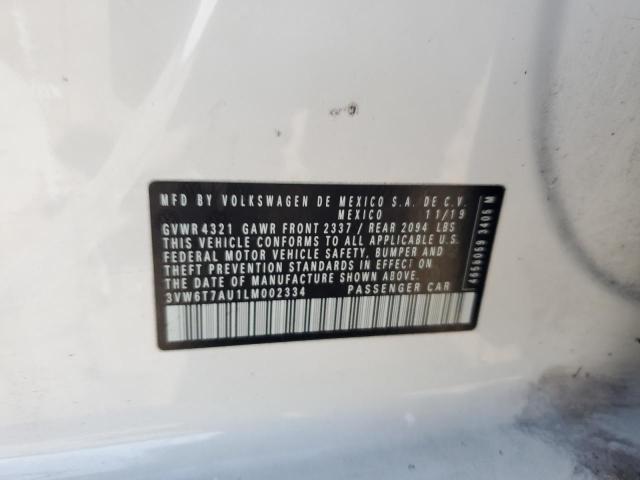 MFD BY VOLKSWAGEN DE MEXICO S.A. DE C.V.
MEXICO 11/19
GVWR 4321 GAWR FRONT 2337 / REAR 2094 LBS
THIS VEHICLE CONFORMS TO ALL APPLICABLE U.S.
FEDERAL MOTOR VEHICLE SAFETY, BUMPER AND
THEFT PREVENTION STANDARDS IN EFFECT ON THE
DATE OF MANUFACTURE SHOWN ABOVE.
3VW6T7AU1LM002334 PASSENGER CAR
4656059 3405 M